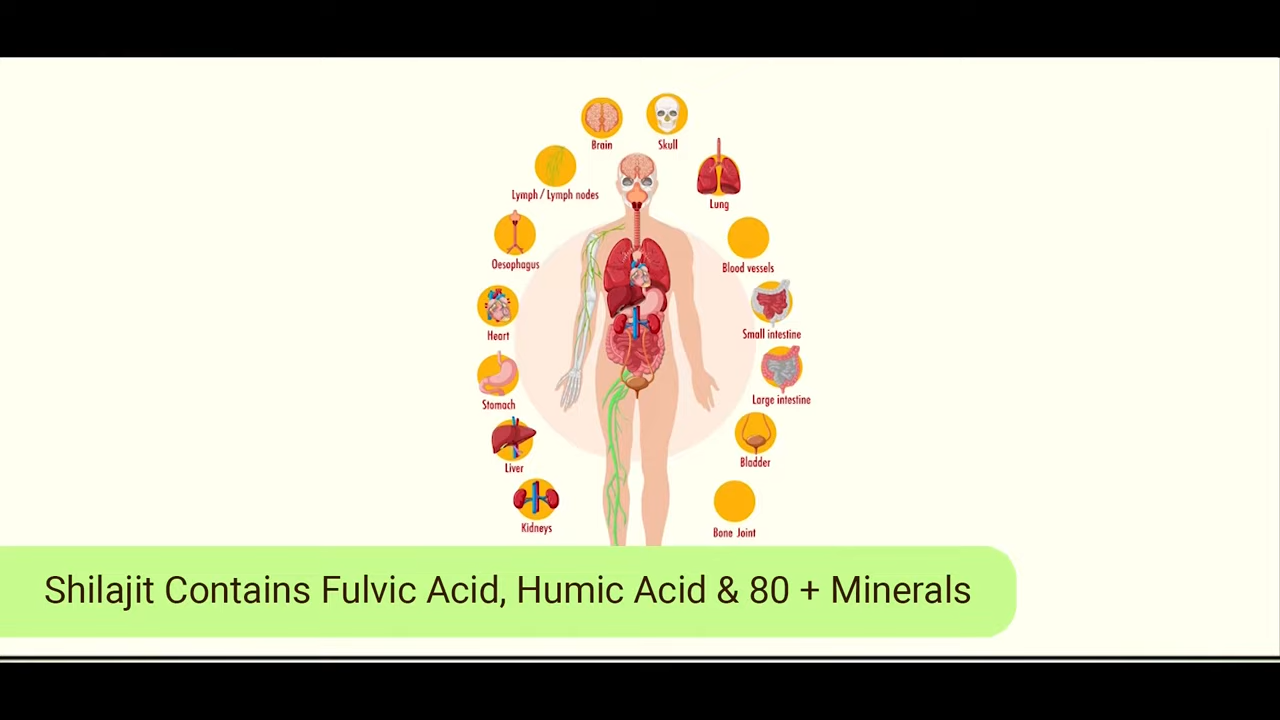 Brain
Skull
Lymph / Lymph nodes
Lung
Oesophagus
Blood vessels
Heart
Small intestine
Stomach
Large intestine
Liver
Bladder
Kidneys
Bone Joint
Shilajit Contains Fulvic Acid, Humic Acid & 80 + Minerals